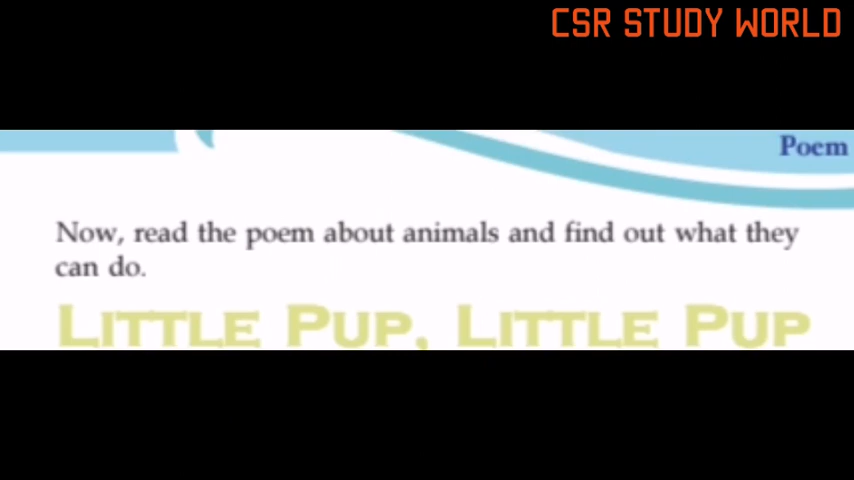 CSR STUDY WORLD
Poem
Now, read the poem about animals and find out what they
can do.
LITTLE PUP, LITTLE PUP